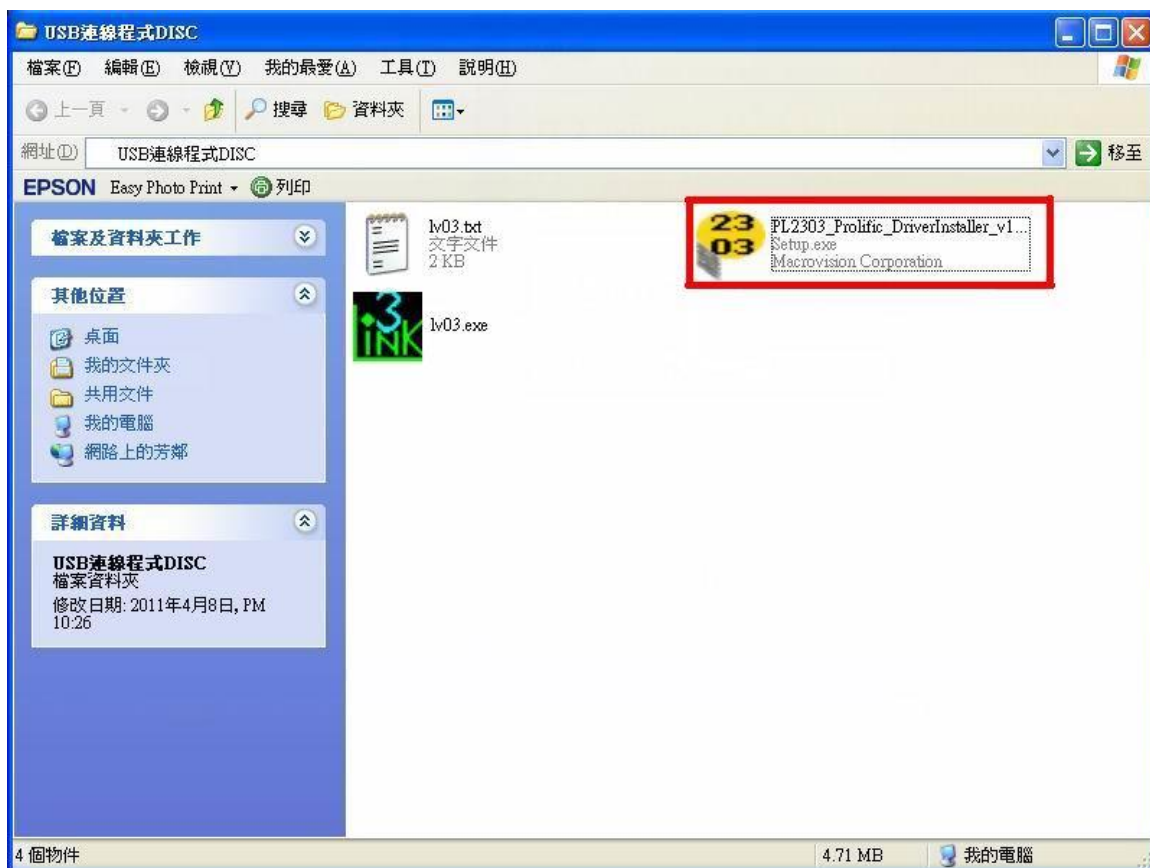 USB連線程式DISC
檔案(F) 編輯(E) 檢視(V) 我的最愛(A) 工具(T) 說明(H)
上一頁 搜尋 資料夾
網址(D) USB連線程式DISC 移至
EPSON Easy Photo Print 列印
檔案及資料夾工作
其他位置
桌面
我的文件夾
共用文件
我的電腦
網路上的芳鄰
詳細資料
USB連線程式DISC
檔案資料夾
修改日期: 2011年4月8日, PM
10:26
lv03.txt
文字文件
2 KB
2303
PL2303_Prolific_DriverInstaller_v1...
Setup.exe
Macrovision Corporation
3
linK
lv03.exe
4 個物件 4.71 MB 我的電腦